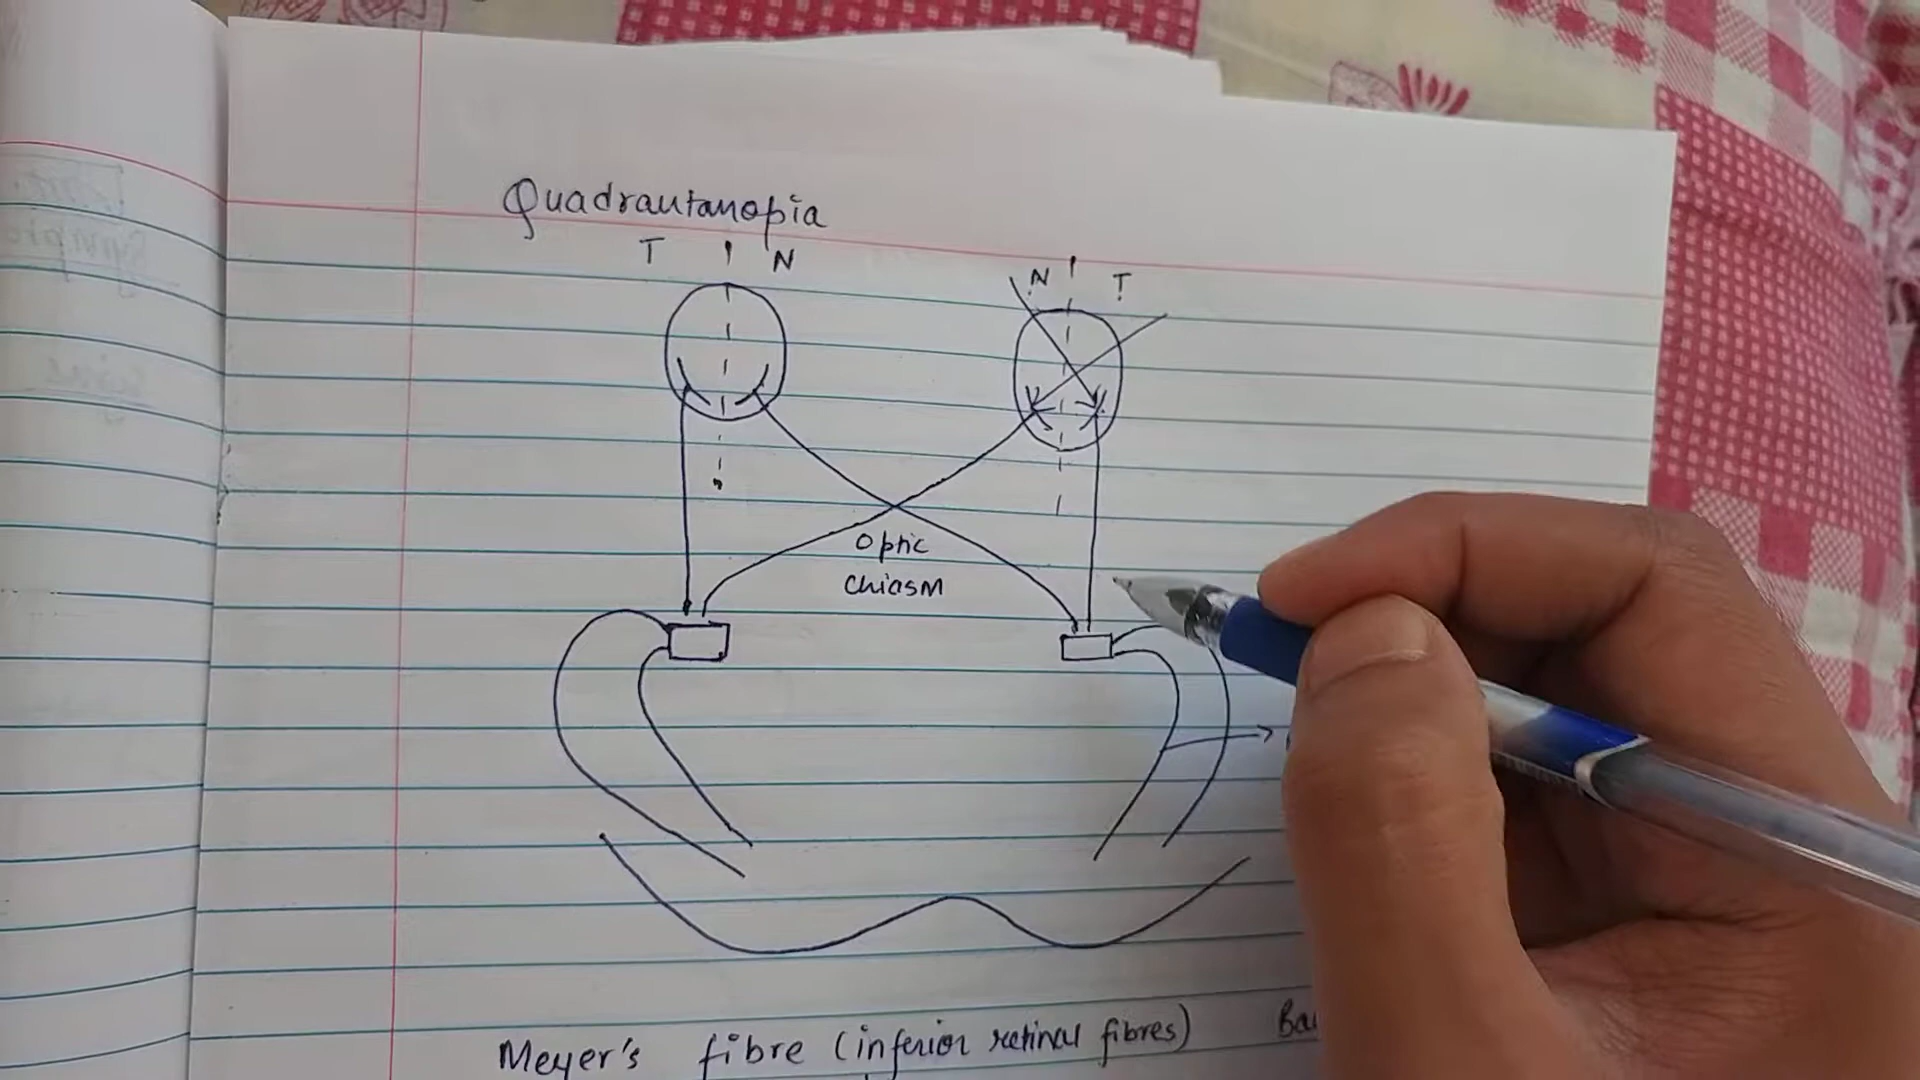 Quadrantanopia
T N N T
Optic
Chiasm
Meyer's fibre (inferior retinal fibres)